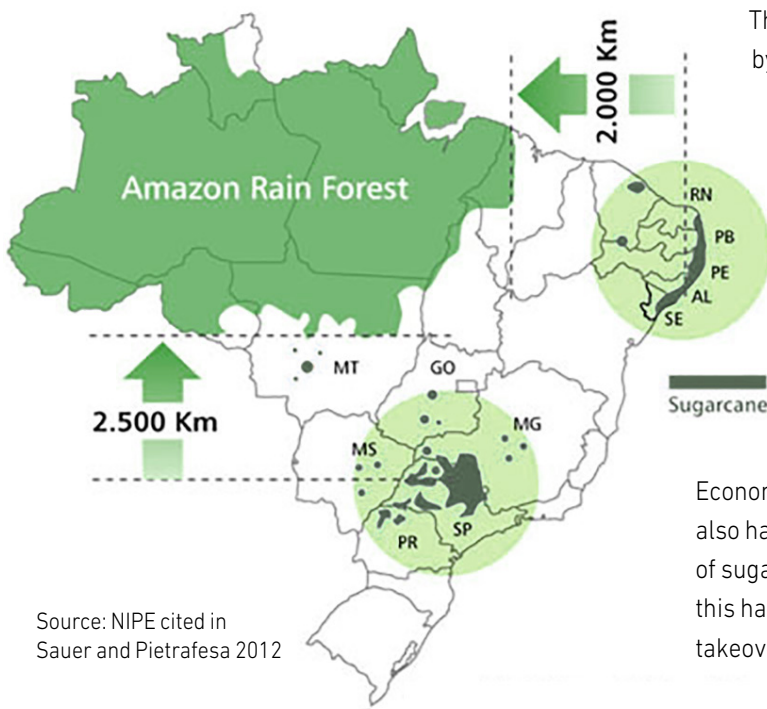 Th
by
2.000 Km
Amazon Rain Forest
RN
PB
PE
AL
SE
MT
GO
Sugarcane
2.500 Km
MG
MS
SP
PR
Econor
also ha
of suga
this ha
takeov
Source: NIPE cited in
Sauer and Pietrafesa 2012